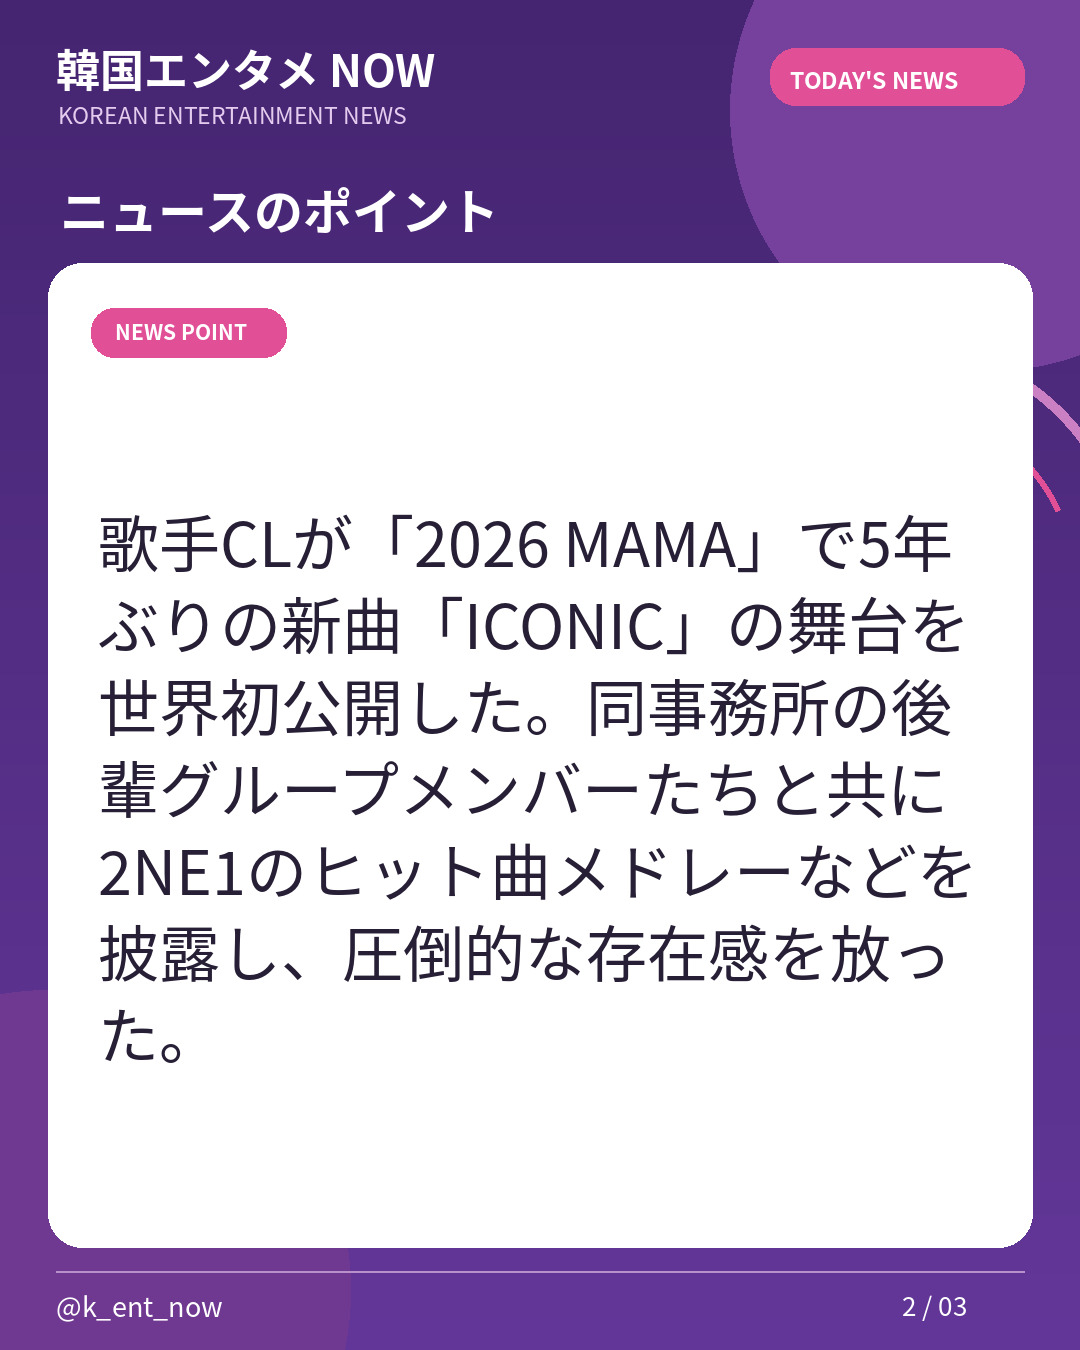 韓国エンタメ NOW
KOREAN ENTERTAINMENT NEWS
TODAY'S NEWS
ニュースのポイント
NEWS POINT
歌手CLが「2026 MAMA」で5年
ぶりの新曲「ICONIC」の舞台を
世界初公開した。同事務所の後
輩グループメンバーたちと共に
2NE1のヒット曲メドレーなどを
披露し、圧倒的な存在感を放っ
た。
@k_ent_now
2 / 03